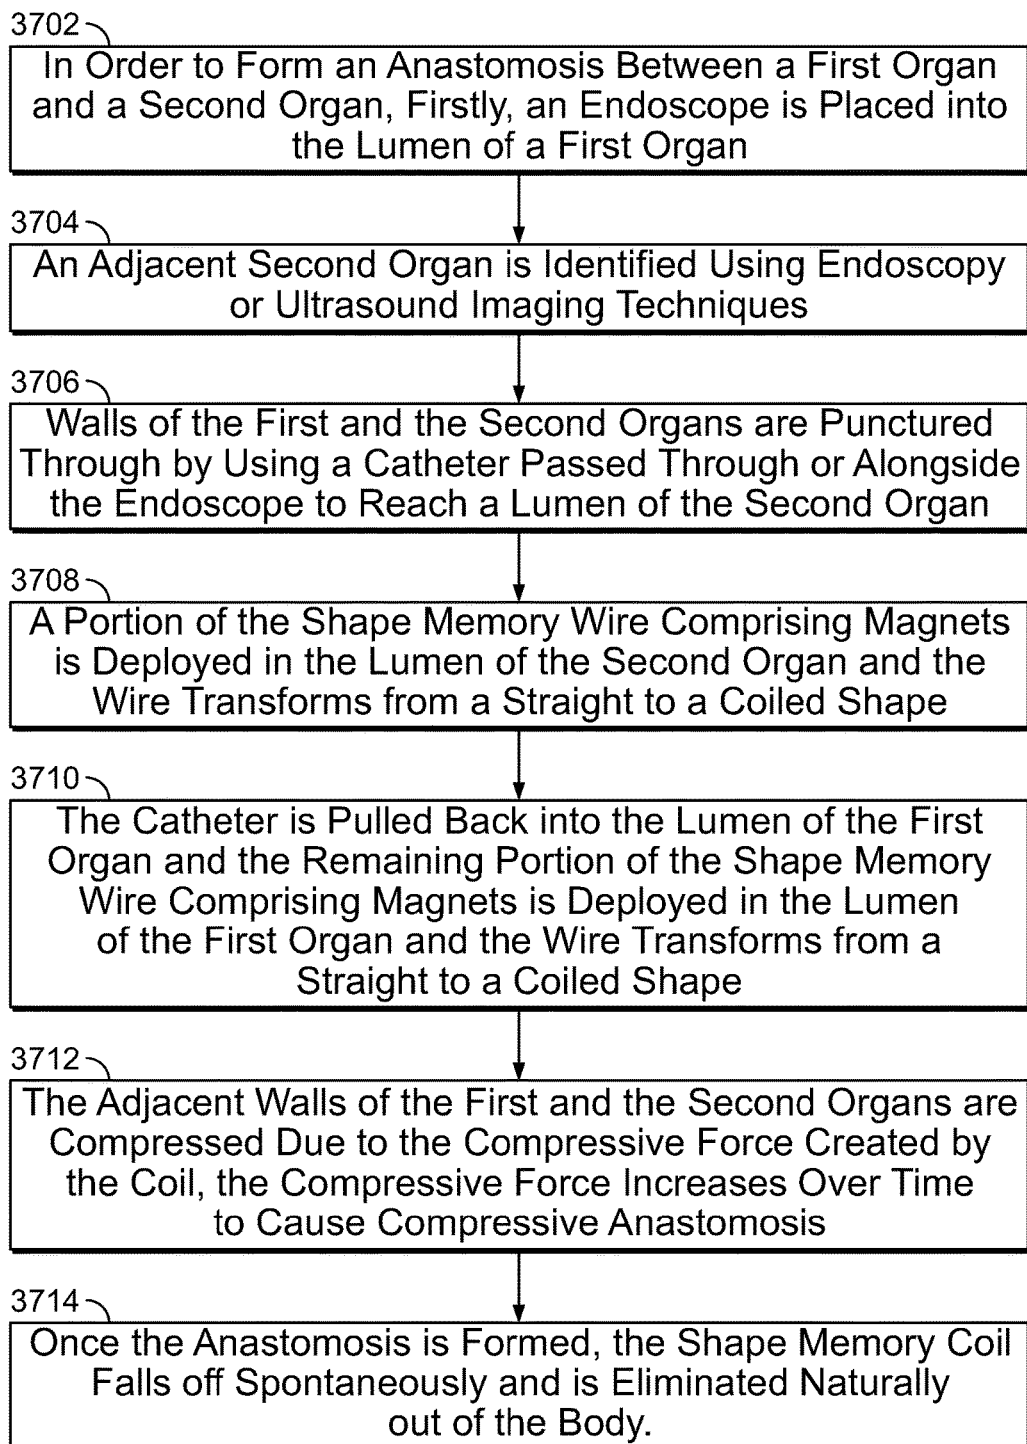 3702
In Order to Form an Anastomosis Between a First Organ
and a Second Organ, Firstly, an Endoscope is Placed into
the Lumen of a First Organ
3704
An Adjacent Second Organ is Identified Using Endoscopy
or Ultrasound Imaging Techniques
3706
Walls of the First and the Second Organs are Punctured
Through by Using a Catheter Passed Through or Alongside
the Endoscope to Reach a Lumen of the Second Organ
3708
A Portion of the Shape Memory Wire Comprising Magnets
is Deployed in the Lumen of the Second Organ and the
Wire Transforms from a Straight to a Coiled Shape
3710
The Catheter is Pulled Back into the Lumen of the First
Organ and the Remaining Portion of the Shape Memory
Wire Comprising Magnets is Deployed in the Lumen
of the First Organ and the Wire Transforms from a
Straight to a Coiled Shape
3712
The Adjacent Walls of the First and the Second Organs are
Compressed Due to the Compressive Force Created by
the Coil, the Compressive Force Increases Over Time
to Cause Compressive Anastomosis
3714
Once the Anastomosis is Formed, the Shape Memory Coil
Falls off Spontaneously and is Eliminated Naturally
out of the Body.